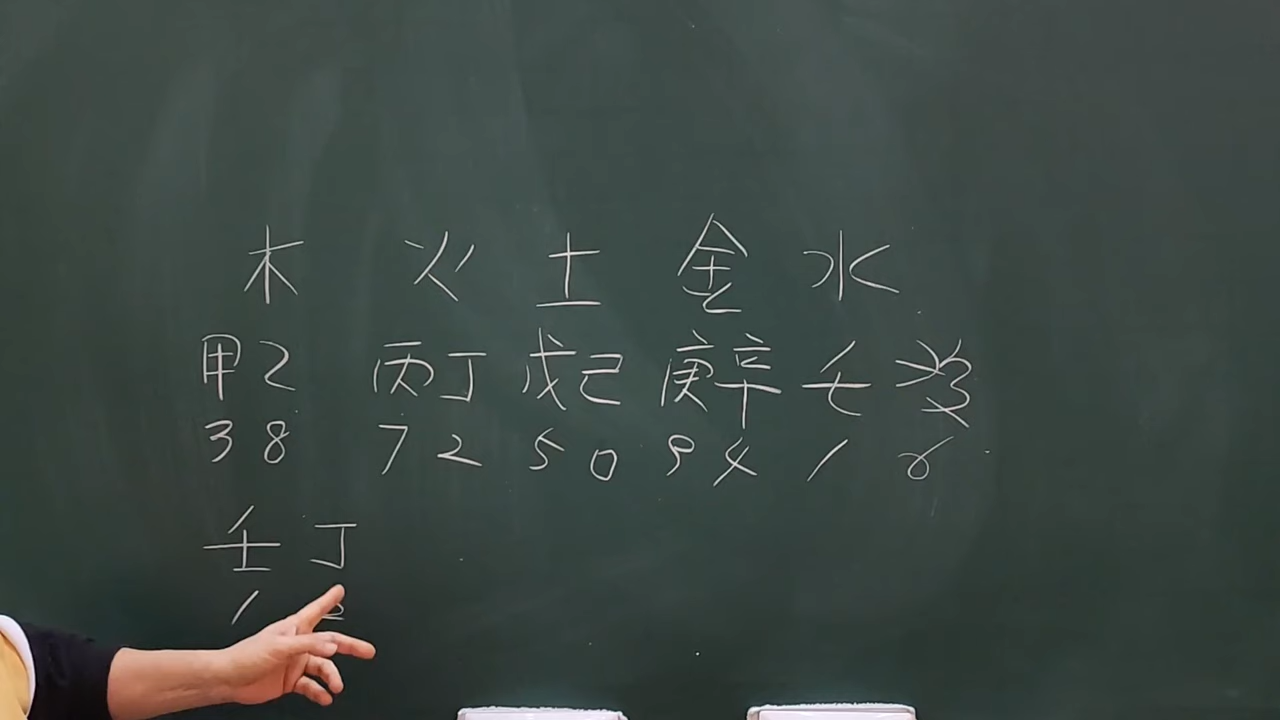 木 火 土 金 水
甲乙 丙丁 戊己 庚辛 壬癸
3 8 7 2 5 0 9 4 1 6
壬 丁
1 2